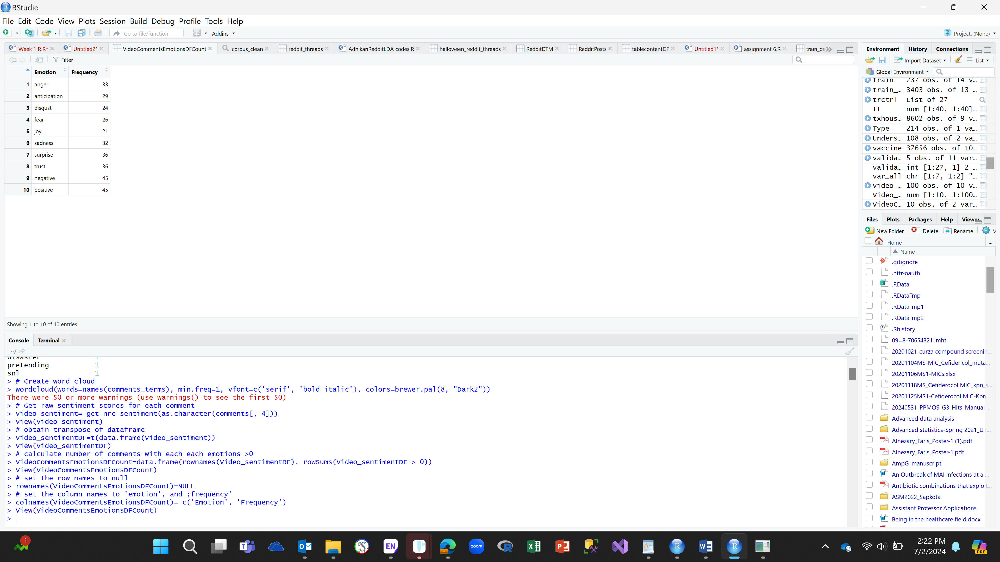 RStudio
File Edit Code View Plots Session Build Debug Profile Tools Help
Go to file/function Addins Project: (None)
Week 1 R.R* Untitled2* VideoCommentsEmotionsDFCount corpus_clean reddit_threads AdhikariRedditLDA codes.R halloween_reddit_threads RedditDTM RedditPosts tablecontentDF Untitled1* assignment 6.R train_da
Filter
Emotion Frequency
1 anger 33
2 anticipation 29
3 disgust 24
4 fear 26
5 joy 21
6 sadness 32
7 surprise 36
8 trust 36
9 negative 45
10 positive 45
Showing 1 to 10 of 10 entries
Console Terminal
~/
disaster 1
pretending 1
snl 1
> # Create word cloud
> wordcloud(words=names(comments_terms), min.freq=1, vfont=c('serif', 'bold italic'), colors=brewer.pal(8, "Dark2"))
There were 50 or more warnings (use warnings() to see the first 50)
> # Get raw sentiment scores for each comment
> Video_sentiment= get_nrc_sentiment(as.character(comments[, 4]))
> View(Video_sentiment)
> # obtain transpose of dataframe
> Video_sentimentDF=t(data.frame(Video_sentiment))
> View(Video_sentimentDF)
> # calculate number of comments with each each emotions >0
> VideoCommentsEmotionsDFCount=data.frame(rownames(Video_sentimentDF), rowSums(Video_sentimentDF > 0))
> View(VideoCommentsEmotionsDFCount)
> # set the row names to null
> rownames(VideoCommentsEmotionsDFCount)=NULL
> # set the column names to 'emotion', and ;frequency'
> colnames(VideoCommentsEmotionsDFCount)= c('Emotion', 'Frequency')
> View(VideoCommentsEmotionsDFCount)
>
Environment History Connections
Import Dataset List
Global Environment
train 237 obs. of 14 v…
train_… 3403 obs. of 13 …
trctrl List of 27
tt num [1:40, 1:40]…
txhous… 8602 obs. of 9 v…
Type 214 obs. of 1 va…
Unders… 108 obs. of 2 va…
vaccine 37656 obs. of 10…
valida… 5 obs. of 11 var…
valida… int [1:27, 1] 2 …
var_all chr [1:7, 1:2] "…
Video_… 100 obs. of 10 v…
Video_… num [1:10, 1:100…
VideoC… 10 obs. of 2 var…
Files Plots Packages Help Viewer
New Folder Delete Rename M
Home ...
Name
.gitignore
.httr-oauth
.RData
.RDataTmp
.RDataTmp1
.RDataTmp2
.Rhistory
09=8-70654321`.mht
20201021-curza compound screenin...
20201104MS-MIC_Cefidericol_muta...
20201106MS1-MICs.xlsx
20201118MS_Cefiderocol MIC_kpn_s...
20201125MS1-Cefiderocol MIC-Kpn_...
20240531_PPMOS_G3_Hits_Manual ...
Advanced data analysis
Advanced statistics-Spring 2021_UT...
Alnezary_Faris_Poster-1 (1).pdf
Alnezary_Faris_Poster-1.pdf
AmpG_manuscript
An Outbreak of MAI Infections at a ...
Antibiotic combinations that exploit...
ASM2022_Sapkota
Assistant Professor Applications
Being in the healthcare field.docx
1
EN
zoom
2:22 PM
7/2/2024
PRE